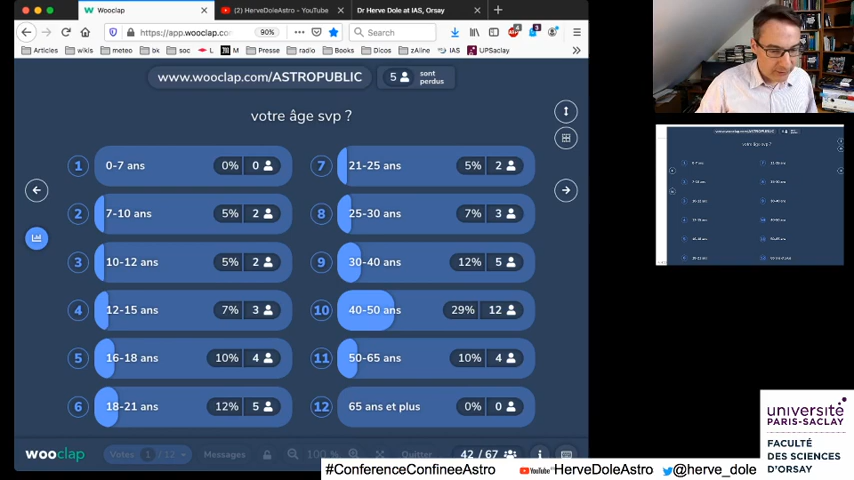 Wooclap
(2) HerveDoleAstro - YouTube
Dr Herve Dole at IAS, Orsay
https://app.wooclap.co
90%
Search
Articles
wikis
meteo
bk
soc
L
M
Presse
radio
Books
Dicos
zAline
IAS
UPSaclay
www.wooclap.com/ASTROPUBLIC
5
sont
perdus
votre âge svp ?
1 0-7 ans 0% 0
2 7-10 ans 5% 2
3 10-12 ans 5% 2
4 12-15 ans 7% 3
5 16-18 ans 10% 4
6 18-21 ans 12% 5
7 21-25 ans 5% 2
8 25-30 ans 7% 3
9 30-40 ans 12% 5
10 40-50 ans 29% 12
11 50-65 ans 10% 4
12 65 ans et plus 0% 0
wooclap
Votes 1 / 12
Messages
100 %
Quitter
42 / 67
#ConferenceConfineeAstro
YouTube HerveDoleAstro
@herve_dole
université
PARIS-SACLAY
FACULTÉ
DES SCIENCES
D'ORSAY